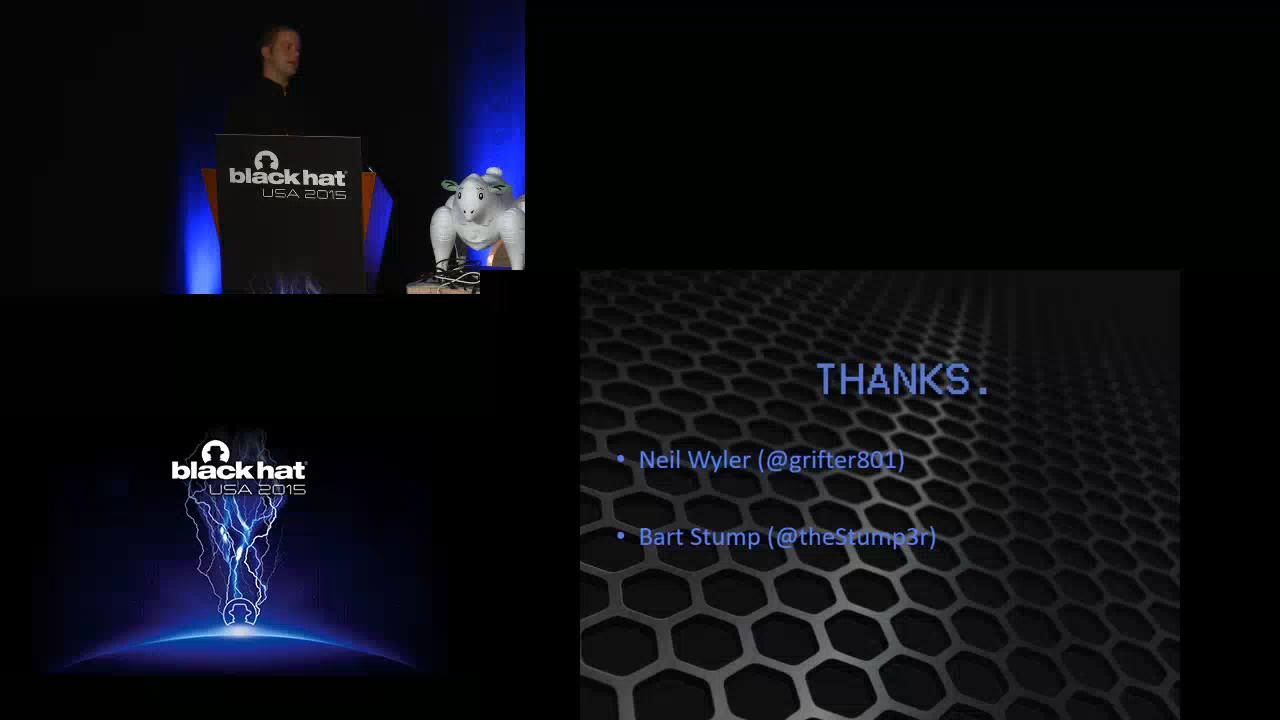 black hat
USA 2015
black hat
USA 2015
THANKS.
• Neil Wyler (@grifter801)
• Bart Stump (@theStump3r)